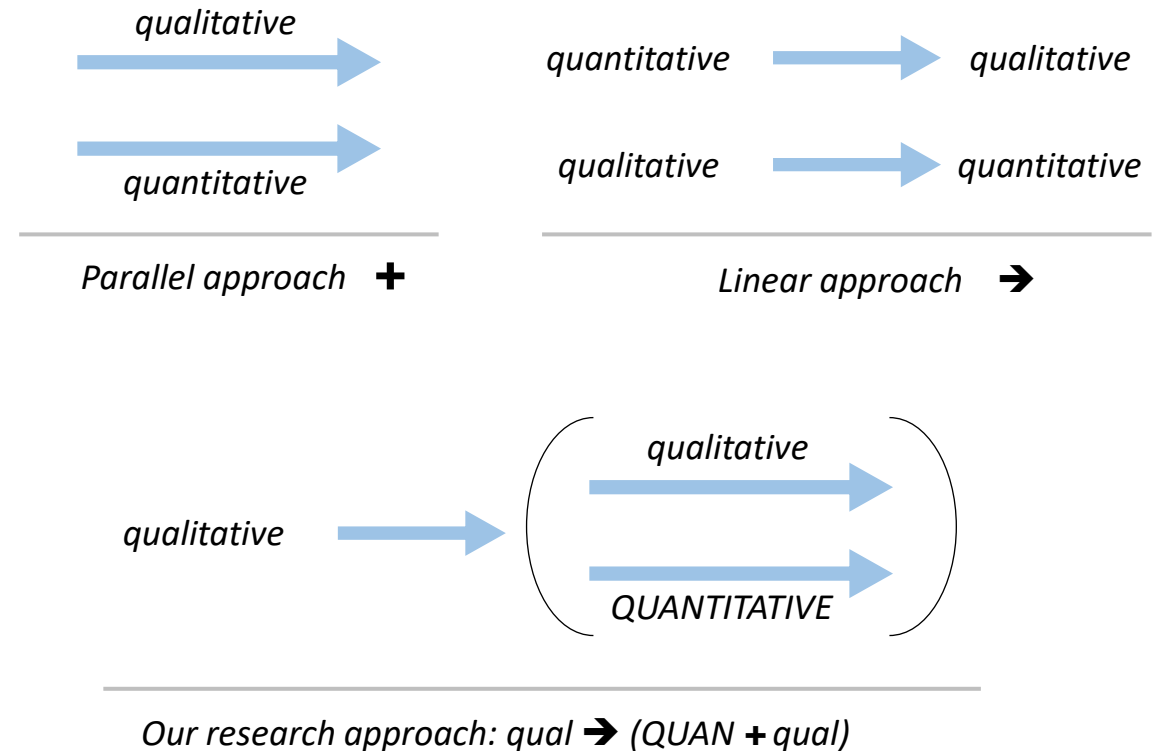 qualitative
quantitative
Parallel approach +
quantitative ➔ qualitative
qualitative ➔ quantitative
Linear approach ➔
qualitative
qualitative
QUANTITATIVE
Our research approach: qual ➔ (QUAN + qual)